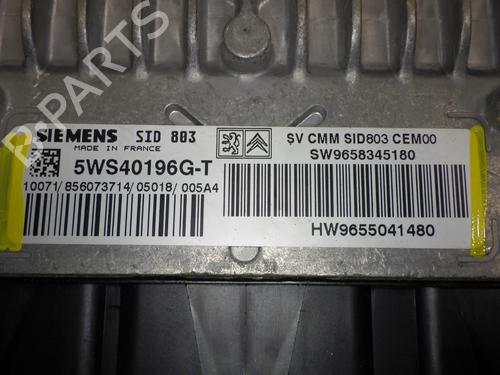 B-PARTS
SIEMENS SID 803
MADE IN FRANCE
5WS40196G-T
10071/856073714/05018/005A4
SV CMM SID803 CEM00
SW9658345180
HW9655041480